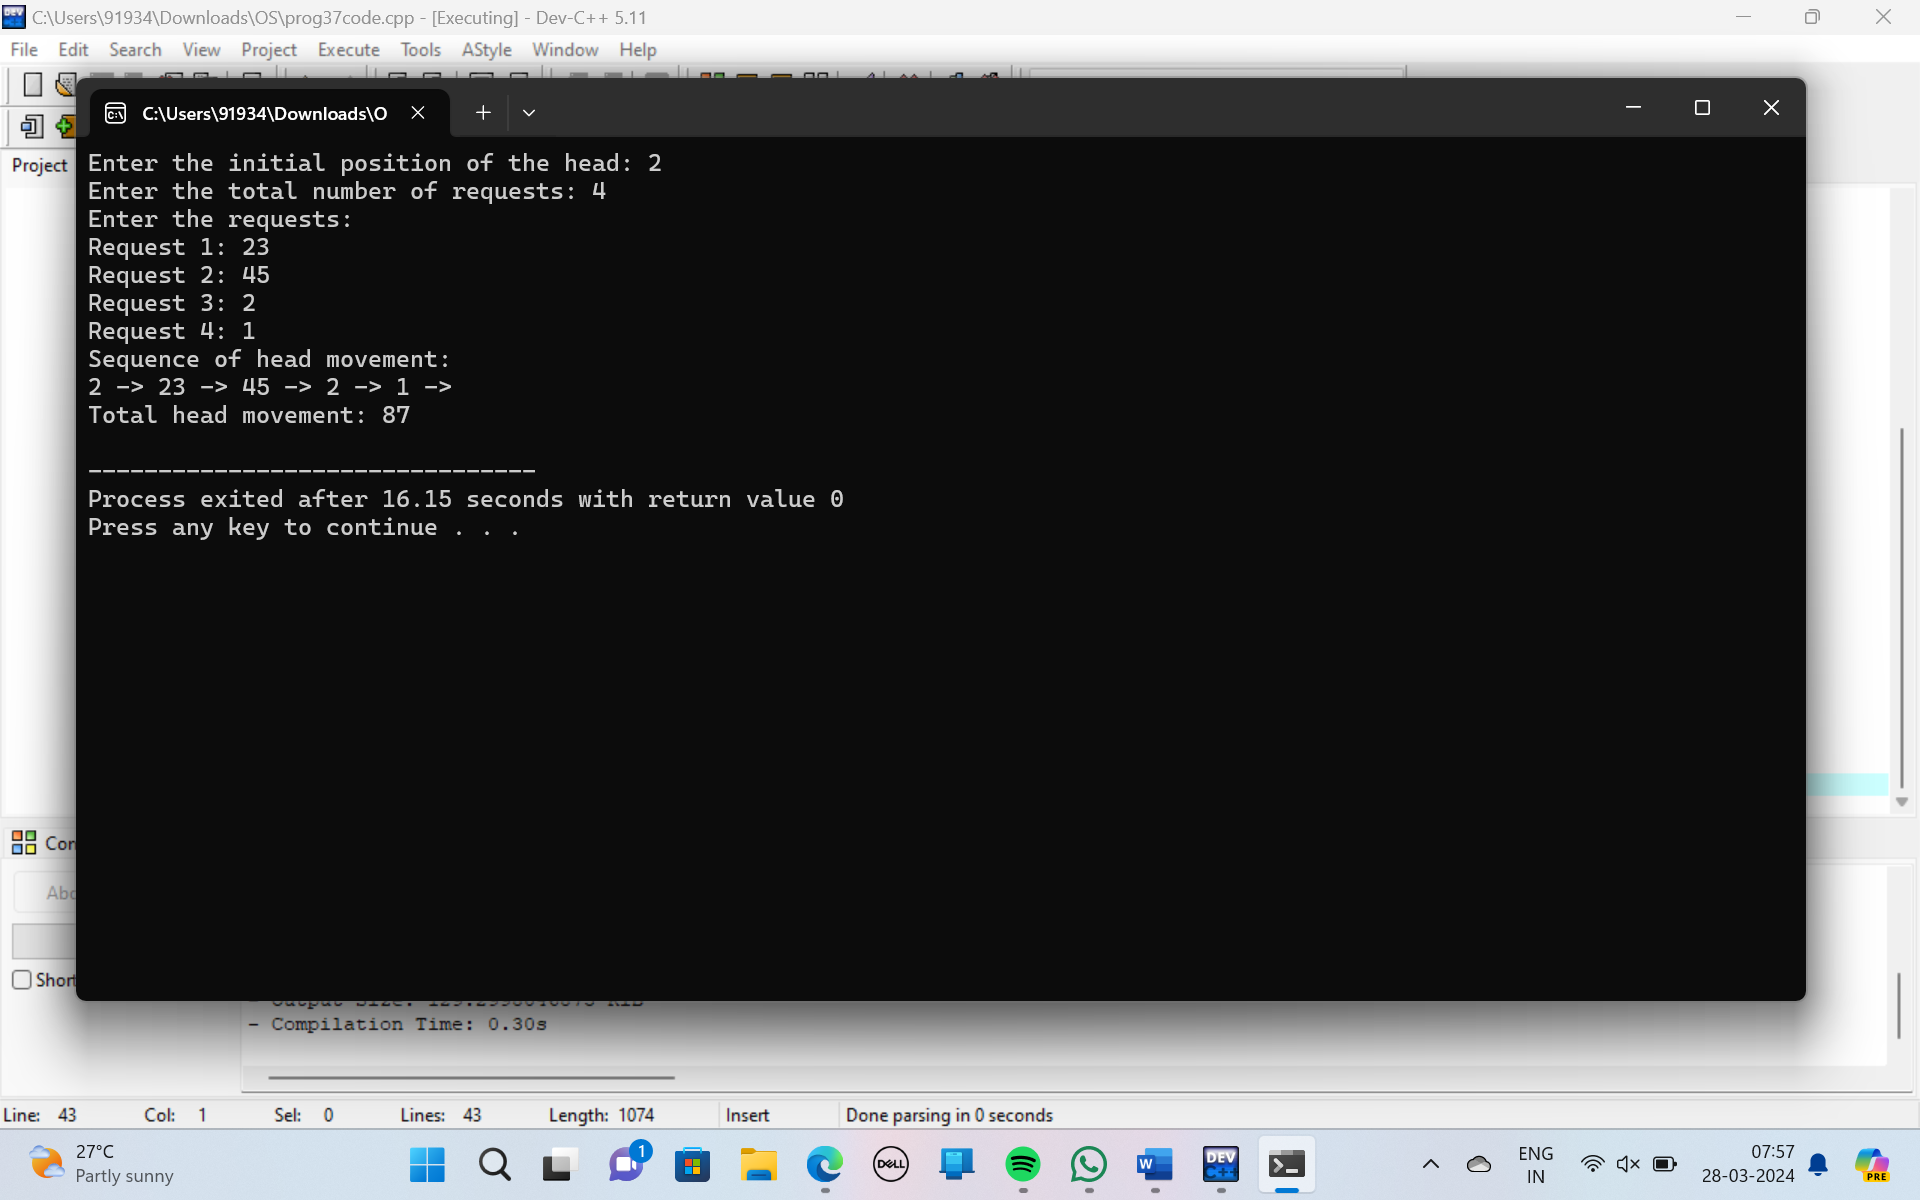 C:\Users\91934\Downloads\OS\prog37code.cpp - [Executing] - Dev-C++ 5.11
File Edit Search View Project Execute Tools AStyle Window Help
C:\Users\91934\Downloads\O
Project
Enter the initial position of the head: 2
Enter the total number of requests: 4
Enter the requests:
Request 1: 23
Request 2: 45
Request 3: 2
Request 4: 1
Sequence of head movement:
2 -> 23 -> 45 -> 2 -> 1 ->
Total head movement: 87
--------------------------------
Process exited after 16.15 seconds with return value 0
Press any key to continue . . .
- Compilation Time: 0.30s
Line: 43 Col: 1 Sel: 0 Lines: 43 Length: 1074 Insert Done parsing in 0 seconds
27°C
Partly sunny
1
DELL
DEV
C++
ENG
IN
07:57
28-03-2024
PRE